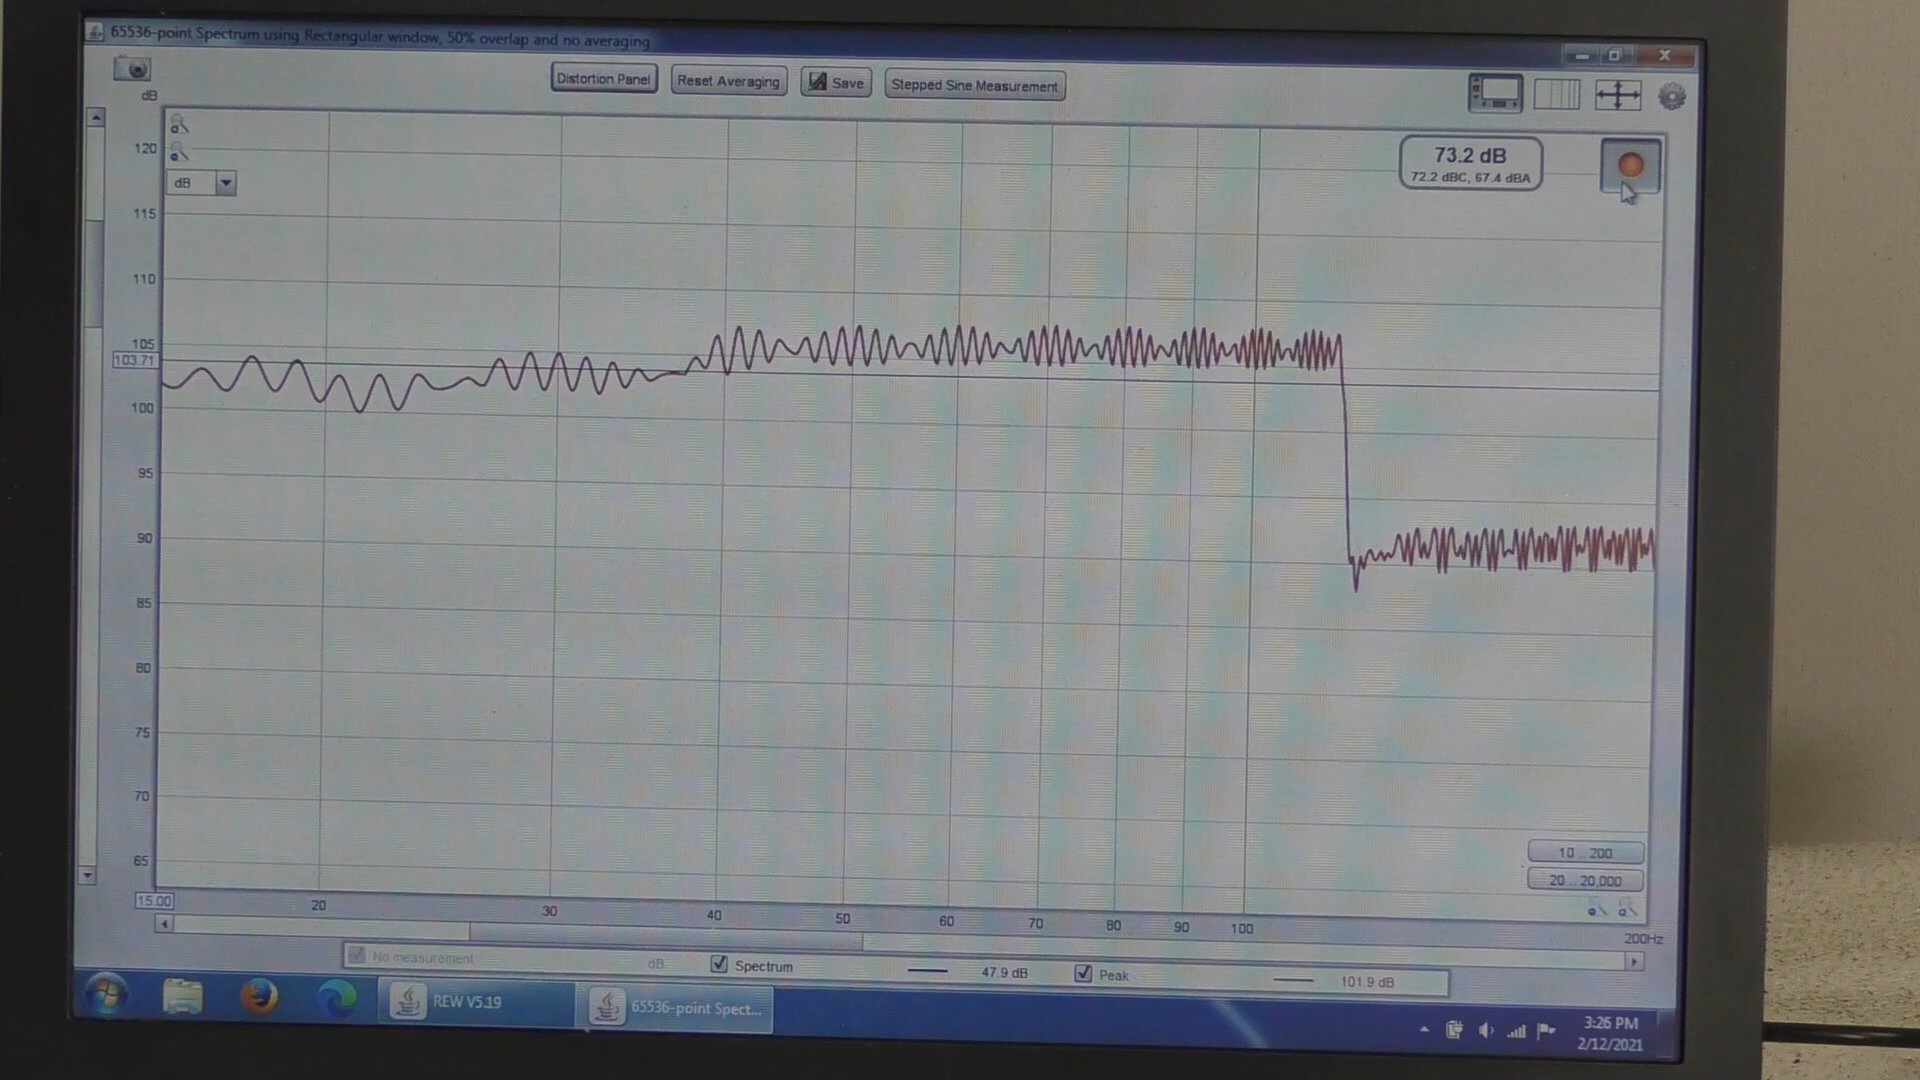 65536-point Spectrum using Rectangular window, 50% overlap and no averaging
Distortion Panel
Reset Averaging
Save
Stepped Sine Measurement
dB
73.2 dB
72.2 dBC, 67.4 dBA
dB
120
115
110
105
103.71
100
95
90
85
80
75
70
65
10 .. 200
20 .. 20,000
15.00
20
30
40
50
60
70
80
90
100
200Hz
No measurement
dB
Spectrum
47.9 dB
Peak
101.9 dB
REW V5.19
65536-point Spect...
3:26 PM
2/12/2021